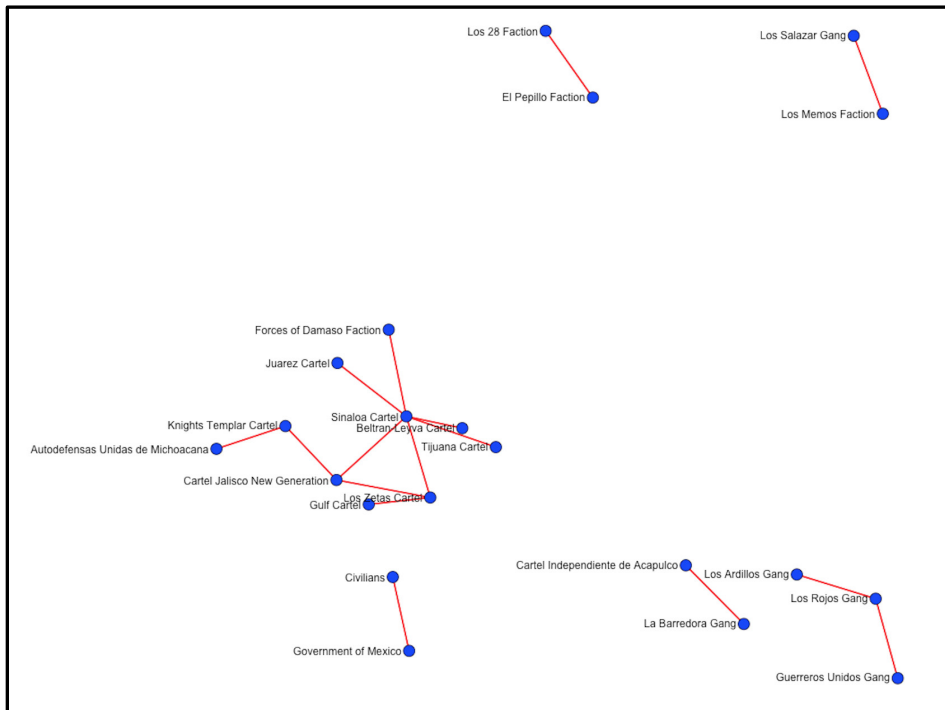 Los 28 Faction
Los Salazar Gang
El Pepillo Faction
Los Memos Faction
Forces of Damaso Faction
Juarez Cartel
Sinaloa Cartel
Knights Templar Cartel
Beltran-Leyva Cartel
Tijuana Cartel
Autodefensas Unidas de Michoacana
Cartel Jalisco New Generation
Los Zetas Cartel
Gulf Cartel
Cartel Independiente de Acapulco
Los Ardillos Gang
Civilians
Los Rojos Gang
La Barredora Gang
Government of Mexico
Guerreros Unidos Gang